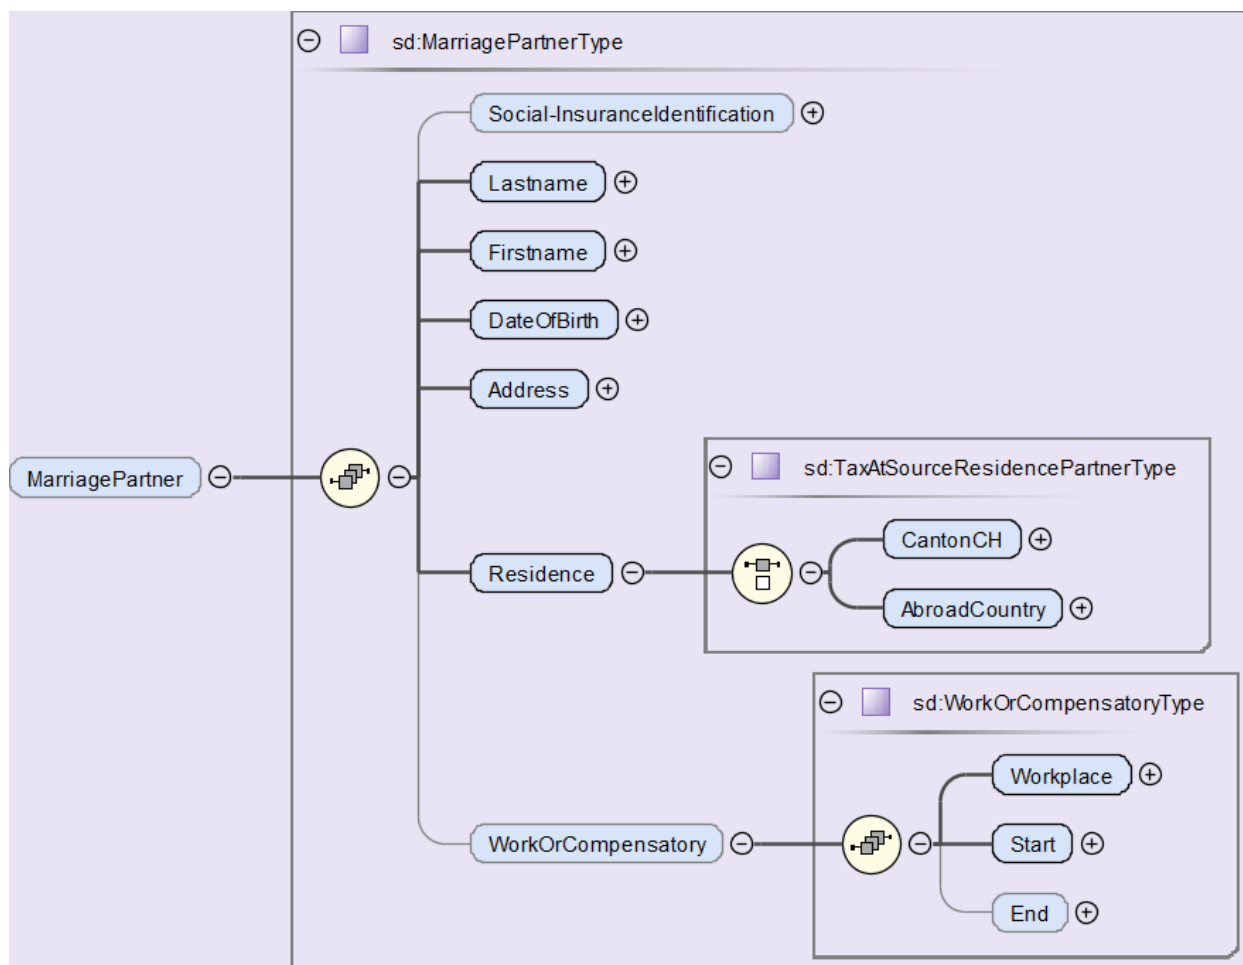 sd:MarriagePartnerType
Social-InsuranceIdentification
Lastname
Firstname
DateOfBirth
Address
MarriagePartner
sd:TaxAtSourceResidencePartnerType
CantonCH
Residence
AbroadCountry
sd:WorkOrCompensatoryType
Workplace
WorkOrCompensatory
Start
End